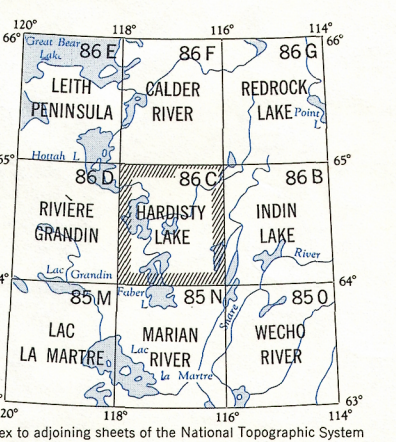 120° 118° 116° 114°
66° 66°
Great Bear
Lake
86 E 86 F 86 G
LEITH
PENINSULA
CALDER
RIVER
REDROCK
LAKE
Point
L
Hottah L
65°
86 D 86 C 86 B
RIVIÈRE
GRANDIN
HARDISTY
LAKE
INDIN
LAKE
River
Lac Grandin
64°
85 M 85 N 85 O
Faber
L
Snare
LAC
LA MARTRE
MARIAN
RIVER
WECHO
RIVER
Lac
la Martre
63°
118° 116° 114°
ex to adjoining sheets of the National Topographic System